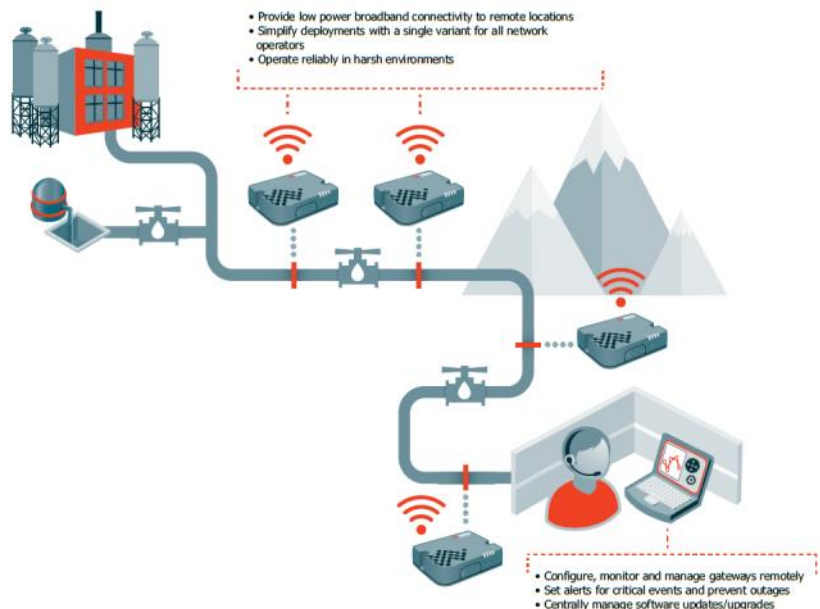 • Provide low power broadband connectivity to remote locations
• Simplify deployments with a single variant for all network
operators
• Operate reliably in harsh environments
• Configure, monitor and manage gateways remotely
• Set alerts for critical events and prevent outages
• Centrally manage software updates/upgrades